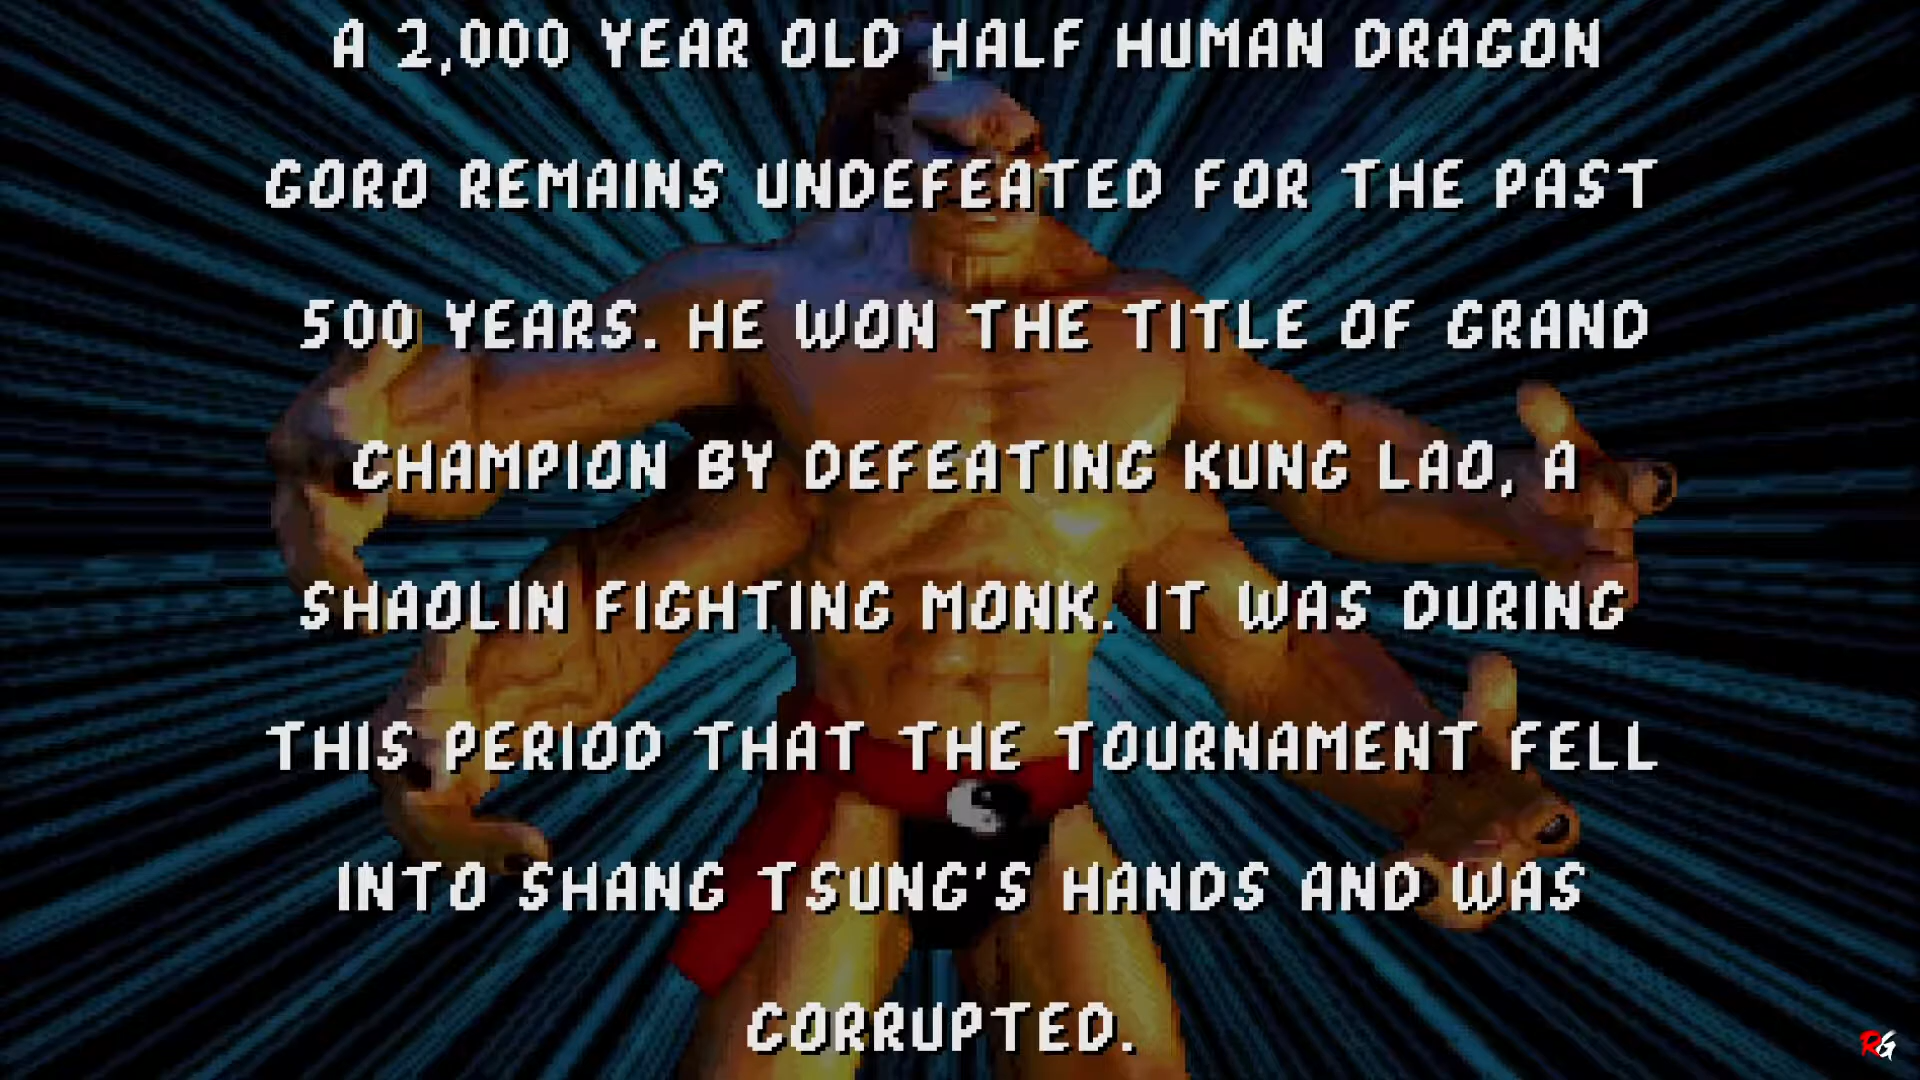 A 2,000 YEAR OLD HALF HUMAN DRAGON
GORO REMAINS UNDEFEATED FOR THE PAST
500 YEARS. HE WON THE TITLE OF GRAND
CHAMPION BY DEFEATING KUNG LAO, A
SHAOLIN FIGHTING MONK. IT WAS DURING
THIS PERIOD THAT THE TOURNAMENT FELL
INTO SHANG TSUNG'S HANDS AND WAS
CORRUPTED.
RG